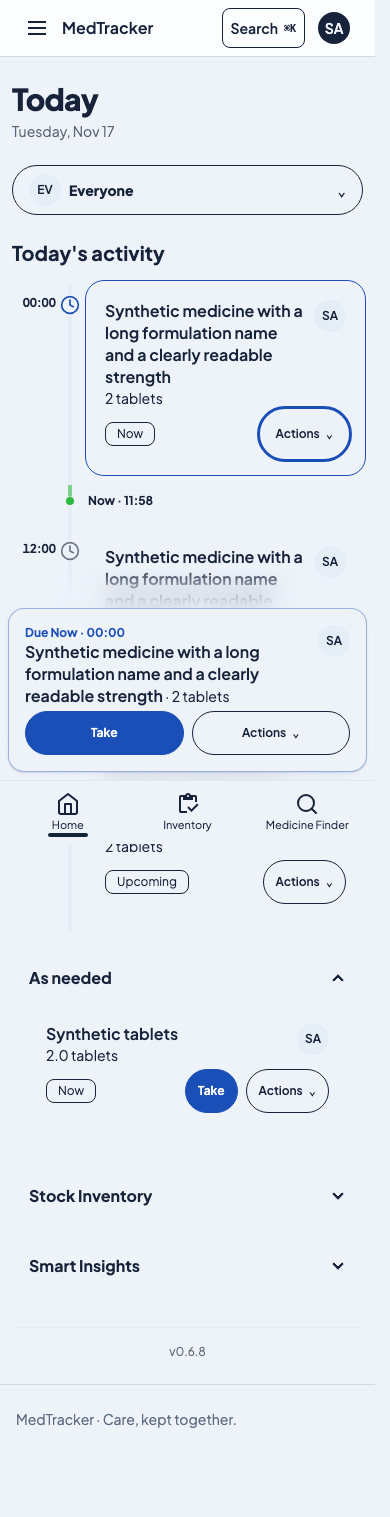 MedTracker
Search ⌘K
SA
Today
Tuesday, Nov 17
EV Everyone
Today's activity
00:00
Synthetic medicine with a
long formulation name
and a clearly readable
strength
SA
2 tablets
Now
Actions
Now · 11:58
12:00
Synthetic medicine with a
long formulation name
and a clearly readable
SA
Due Now · 00:00
SA
Synthetic medicine with a long
formulation name and a clearly
readable strength · 2 tablets
Take
Actions
Home
Inventory
Medicine Finder
2 tablets
Upcoming
Actions
As needed
Synthetic tablets
SA
2.0 tablets
Now
Take
Actions
Stock Inventory
Smart Insights
v0.6.8
MedTracker · Care, kept together.